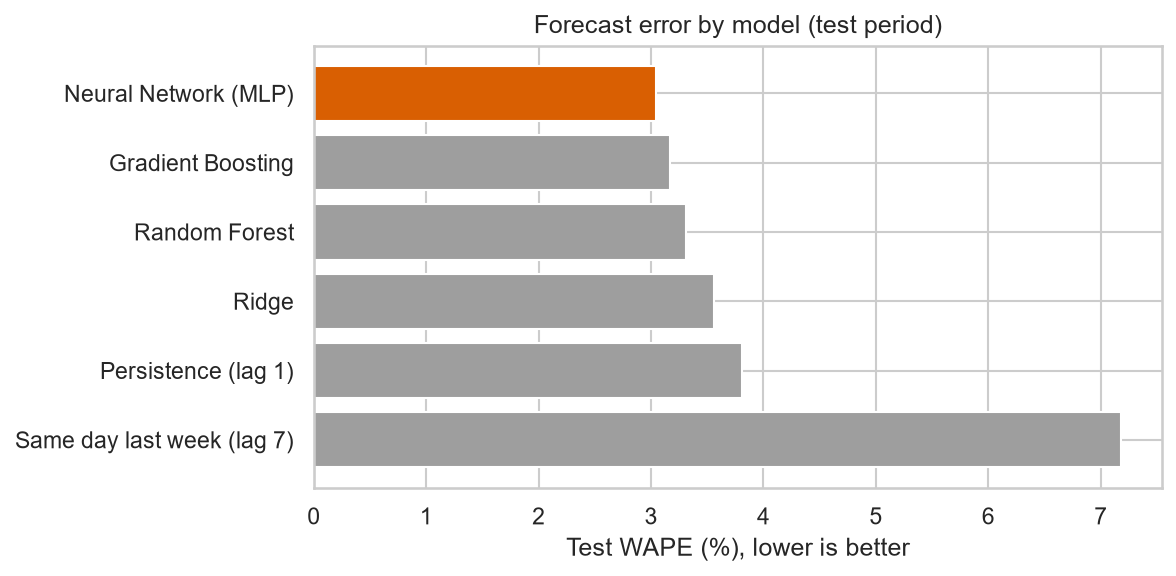 Forecast error by model (test period)
Neural Network (MLP)
Gradient Boosting
Random Forest
Ridge
Persistence (lag 1)
Same day last week (lag 7)
0 1 2 3 4 5 6 7
Test WAPE (%), lower is better